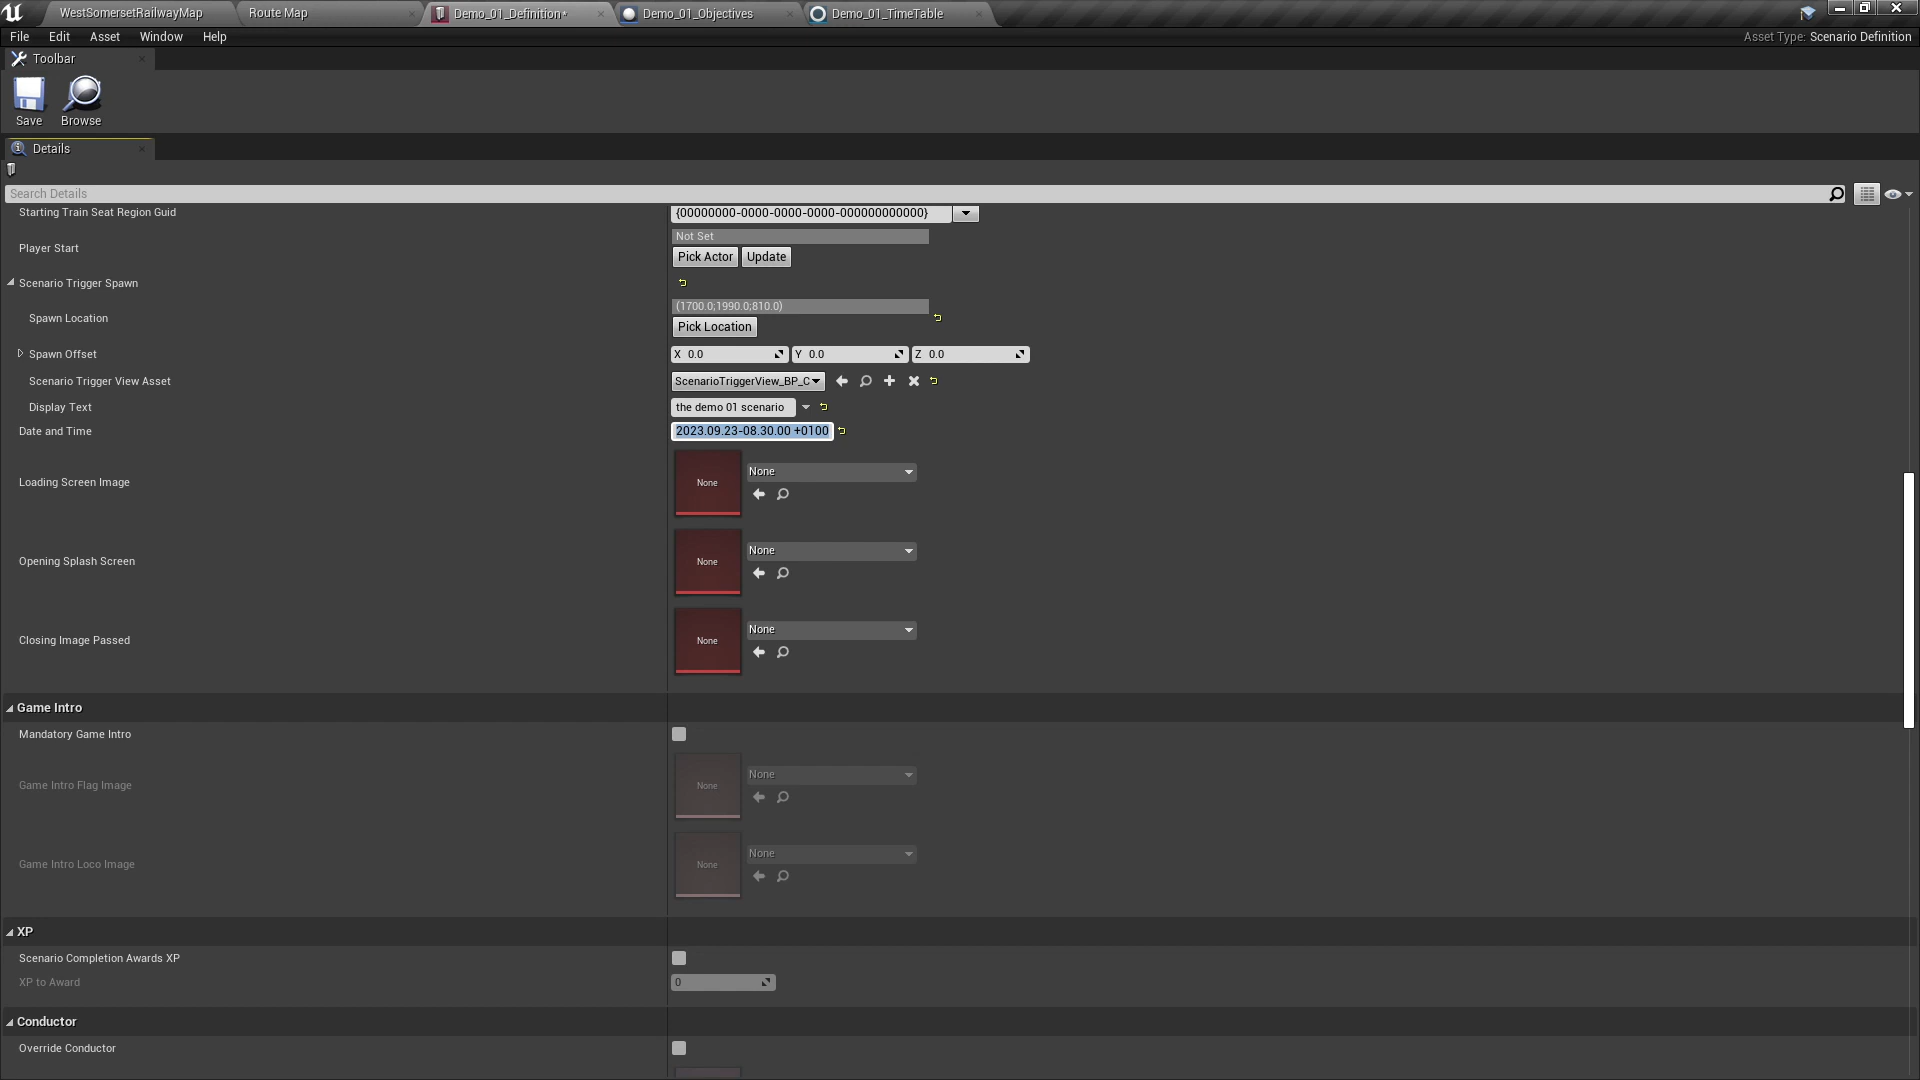 WestSomersetRailwayMap
Route Map
Demo_01_Definition*
Demo_01_Objectives
Demo_01_TimeTable
File Edit Asset Window Help
Asset Type: Scenario Definition
Toolbar
Save Browse
Details
Search Details
Starting Train Seat Region Guid
{00000000-0000-0000-0000-000000000000}
Player Start
Not Set
Pick Actor Update
Scenario Trigger Spawn
Spawn Location
(1700.0;1990.0;810.0)
Pick Location
Spawn Offset
X 0.0 Y 0.0 Z 0.0
Scenario Trigger View Asset
ScenarioTriggerView_BP_C
Display Text
the demo 01 scenario
Date and Time
2023.09.23-08.30.00 +0100
Loading Screen Image
None
None
Opening Splash Screen
None
None
Closing Image Passed
None
None
Game Intro
Mandatory Game Intro
Game Intro Flag Image
None
None
Game Intro Loco Image
None
None
XP
Scenario Completion Awards XP
XP to Award
0
Conductor
Override Conductor